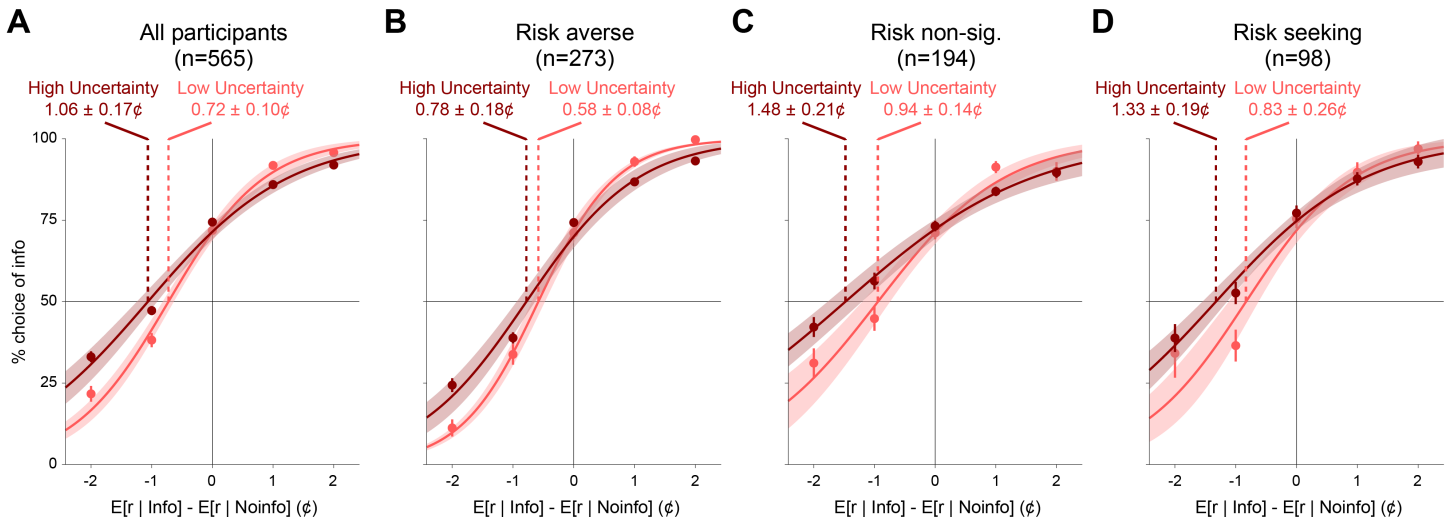 A
All participants
(n=565)
High Uncertainty
1.06 ± 0.17¢
Low Uncertainty
0.72 ± 0.10¢
B
Risk averse
(n=273)
High Uncertainty
0.78 ± 0.18¢
Low Uncertainty
0.58 ± 0.08¢
C
Risk non-sig.
(n=194)
High Uncertainty
1.48 ± 0.21¢
Low Uncertainty
0.94 ± 0.14¢
D
Risk seeking
(n=98)
High Uncertainty
1.33 ± 0.19¢
Low Uncertainty
0.83 ± 0.26¢
% choice of info
100
75
50
25
0
-2 -1 0 1 2
E[r | Info] - E[r | Noinfo] (¢)
-2 -1 0 1 2
E[r | Info] - E[r | Noinfo] (¢)
-2 -1 0 1 2
E[r | Info] - E[r | Noinfo] (¢)
-2 -1 0 1 2
E[r | Info] - E[r | Noinfo] (¢)